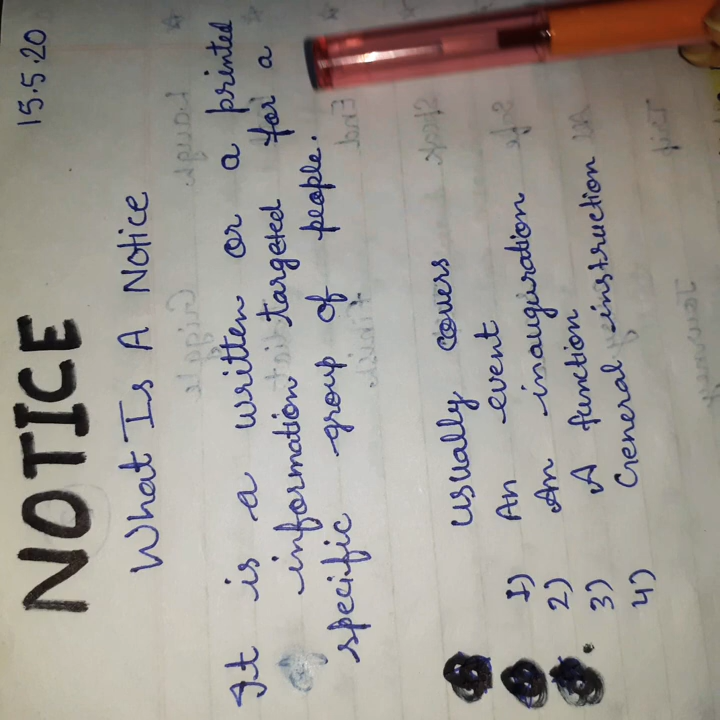 15.5.20
NOTICE
What Is A Notice
It is a written or a printed
information targeted for a
specific group of people.
usually covers
1) An event
2) An inauguration
3) A function
4) General instruction